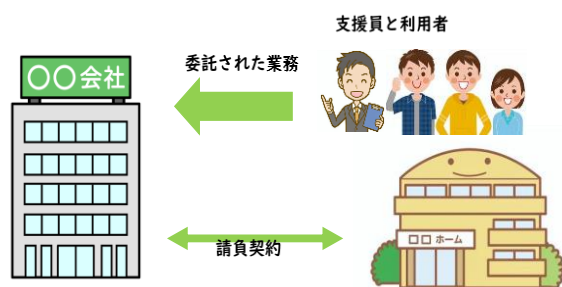 支援員と利用者
委託された業務
〇〇会社
□□ ホーム
請負契約